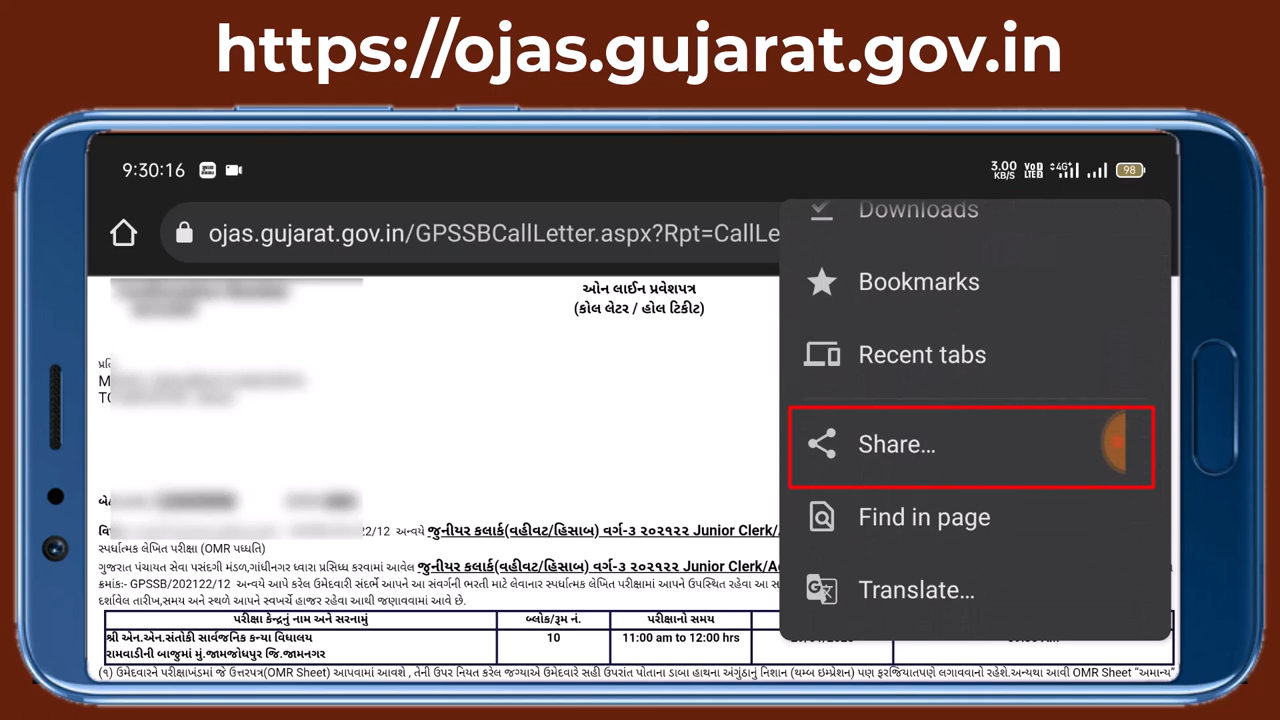 https://ojas.gujarat.gov.in
9:30:16
3.00 KB/S VoD LTE 4G+ 98
ojas.gujarat.gov.in/GPSSBCallLetter.aspx?Rpt=CallLe
Downloads
Bookmarks
Recent tabs
Share...
Find in page
Translate...
ઓન લાઈન પ્રવેશપત્ર
(કોલ લેટર / હોલ ટિકીટ)
22/12 અન્વયે જુનીયર કલાર્ક(વહીવટ/હિસાબ) વર્ગ-૩ ૨૦૨૧૨૨ Junior Clerk/
સ્પર્ધાત્મક લેખિત પરીક્ષા (OMR પધ્ધતિ)
ગુજરાત પંચાયત સેવા પસંદગી મંડળ,ગાંધીનગર ધ્વારા પ્રસિધ્ધ કરવામાં આવેલ જુનીયર કલાર્ક(વહીવટ/હિસાબ) વર્ગ-૩ ૨૦૨૧૨૨ Junior Clerk/
ક્રમાંક:- GPSSB/202122/12 અન્વયે આપે કરેલ ઉમેદવારી સંદર્ભે આપને આ સંવર્ગની ભરતી માટે લેવાનાર સ્પર્ધાત્મક લેખિત પરીક્ષામાં આપને ઉપસ્થિત રહેવા આ
દર્શાવેલ તારીખ,સમય અને સ્થળે આપને સ્વખર્ચે હાજર રહેવા આથી જણાવવામાં આવે છે.
પરીક્ષા કેન્દ્રનું નામ અને સરનામું બ્લોક/રૂમ નં. પરીક્ષાનો સમય
શ્રી એન.એન.સંતોકી સાર્વજનિક કન્યા વિધાલય 10 11:00 am to 12:00 hrs
રામવાડીની બાજુમાં મું.જામજોધપુર જિ.જામનગર
(૧) ઉમેદવારને પરીક્ષાખંડમાં જે ઉત્તરપત્ર(OMR Sheet) આપવામાં આવશે , તેની ઉપર નિયત કરેલ જગ્યાએ ઉમેદવારે સહી ઉપરાંત પોતાના ડાબા હાથના અંગુંઠાનું નિશાન (થમ્બ ઇમ્પ્રેશન) પણ ફરજિયાતપણે લગાવવાનો રહેશે.અન્યથા આવી OMR Sheet “અમાન્ય”